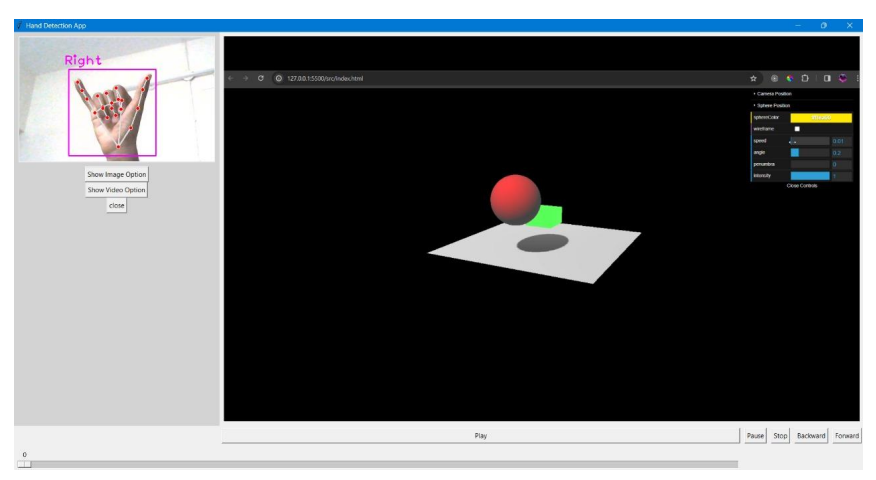 Hand Detection App
Right
127.0.0.1:5500/src/index.html
Camera Position
Sphere Position
sphereColor
wireframe
speed 0.01
angle 0.2
penumbra 0
intensity 1
Close Controls
Show Image Option
Show Video Option
close
Play Pause Stop Backward Forward
0